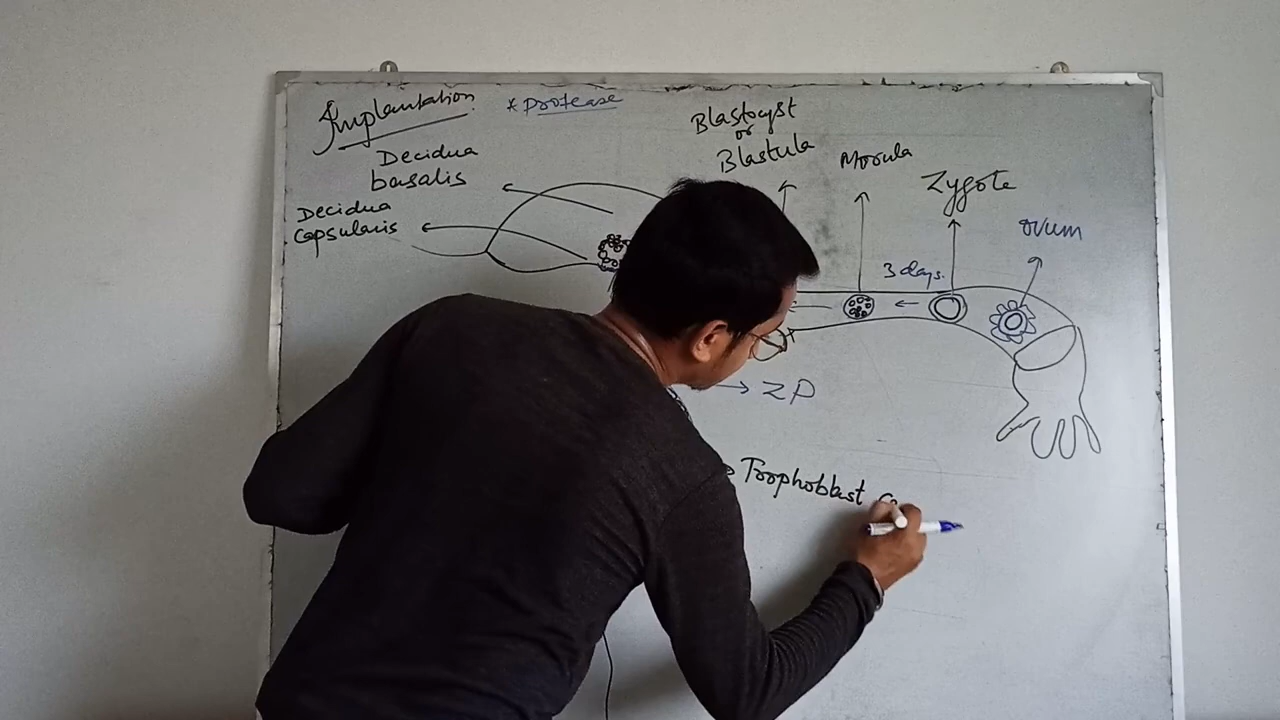 Implantation
* Protease
Decidua
basalis
Decidua
Capsularis
Blastocyst
or
Blastula
Morula
Zygote
ovum
3 days.
ZP
Trophoblast